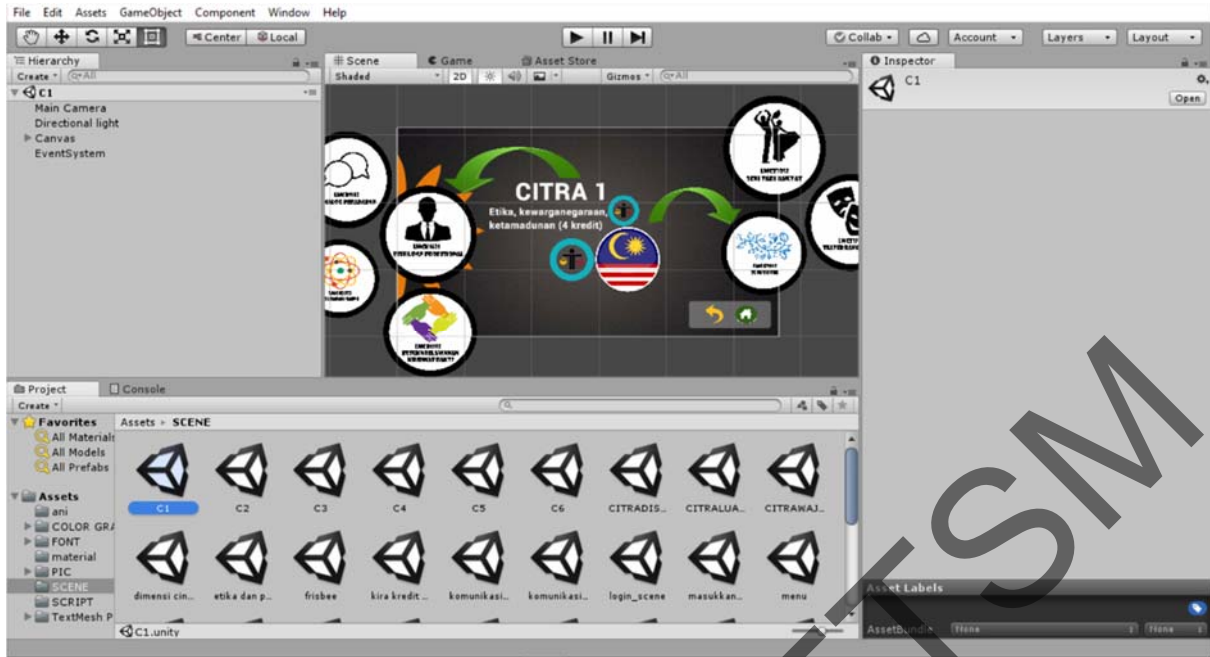 File Edit Assets GameObject Component Window Help
Center Local
Collab Account Layers Layout
Hierarchy
Create All
C1
Main Camera
Directional light
Canvas
EventSystem
Scene Game Asset Store
Shaded 2D Gizmos All
CITRA 1
Etika, kewarganegaraan,
ketamadunan (4 kredit)
Inspector
C1
Open
Project Console
Create
Favorites
All Materials
All Models
All Prefabs
Assets
ani
COLOR GRA
FONT
material
PIC
SCENE
SCRIPT
TextMesh P
Assets SCENE
C1 C2 C3 C4 C5 C6 CITRADIS... CITRALUA... CITRAWAJ...
dimensi cin... etika dan p... frisbee kira kredit ... komunikasi... komunikasi... login_scene masukkan... menu
C1.unity
Asset Labels
AssetBundle None None
TSM